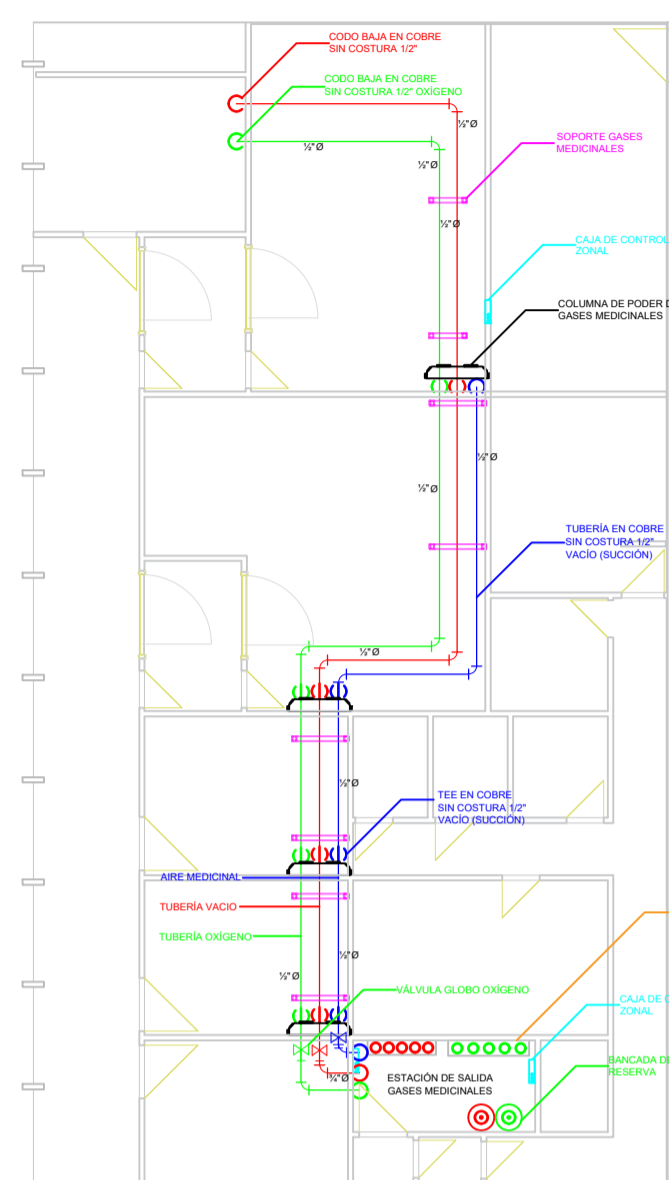 CODO BAJA EN COBRE
SIN COSTURA 1/2"
CODO BAJA EN COBRE
SIN COSTURA 1/2" OXÍGENO
½"Ø
½"Ø
½"Ø
SOPORTE GASES
MEDICINALES
½"Ø
CAJA DE CONTROL
ZONAL
COLUMNA DE PODER
GASES MEDICINALES
½"Ø
½"Ø
TUBERÍA EN COBRE
SIN COSTURA 1/2"
VACÍO (SUCCIÓN)
½"Ø
½"Ø
TEE EN COBRE
SIN COSTURA 1/2"
VACÍO (SUCCIÓN)
AIRE MEDICINAL
TUBERÍA VACIO
TUBERÍA OXÍGENO
½"Ø
½"Ø
VÁLVULA GLOBO OXÍGENO
CAJA DE
ZONAL
BANCADA DE
RESERVA
¾"Ø
ESTACIÓN DE SALIDA
GASES MEDICINALES